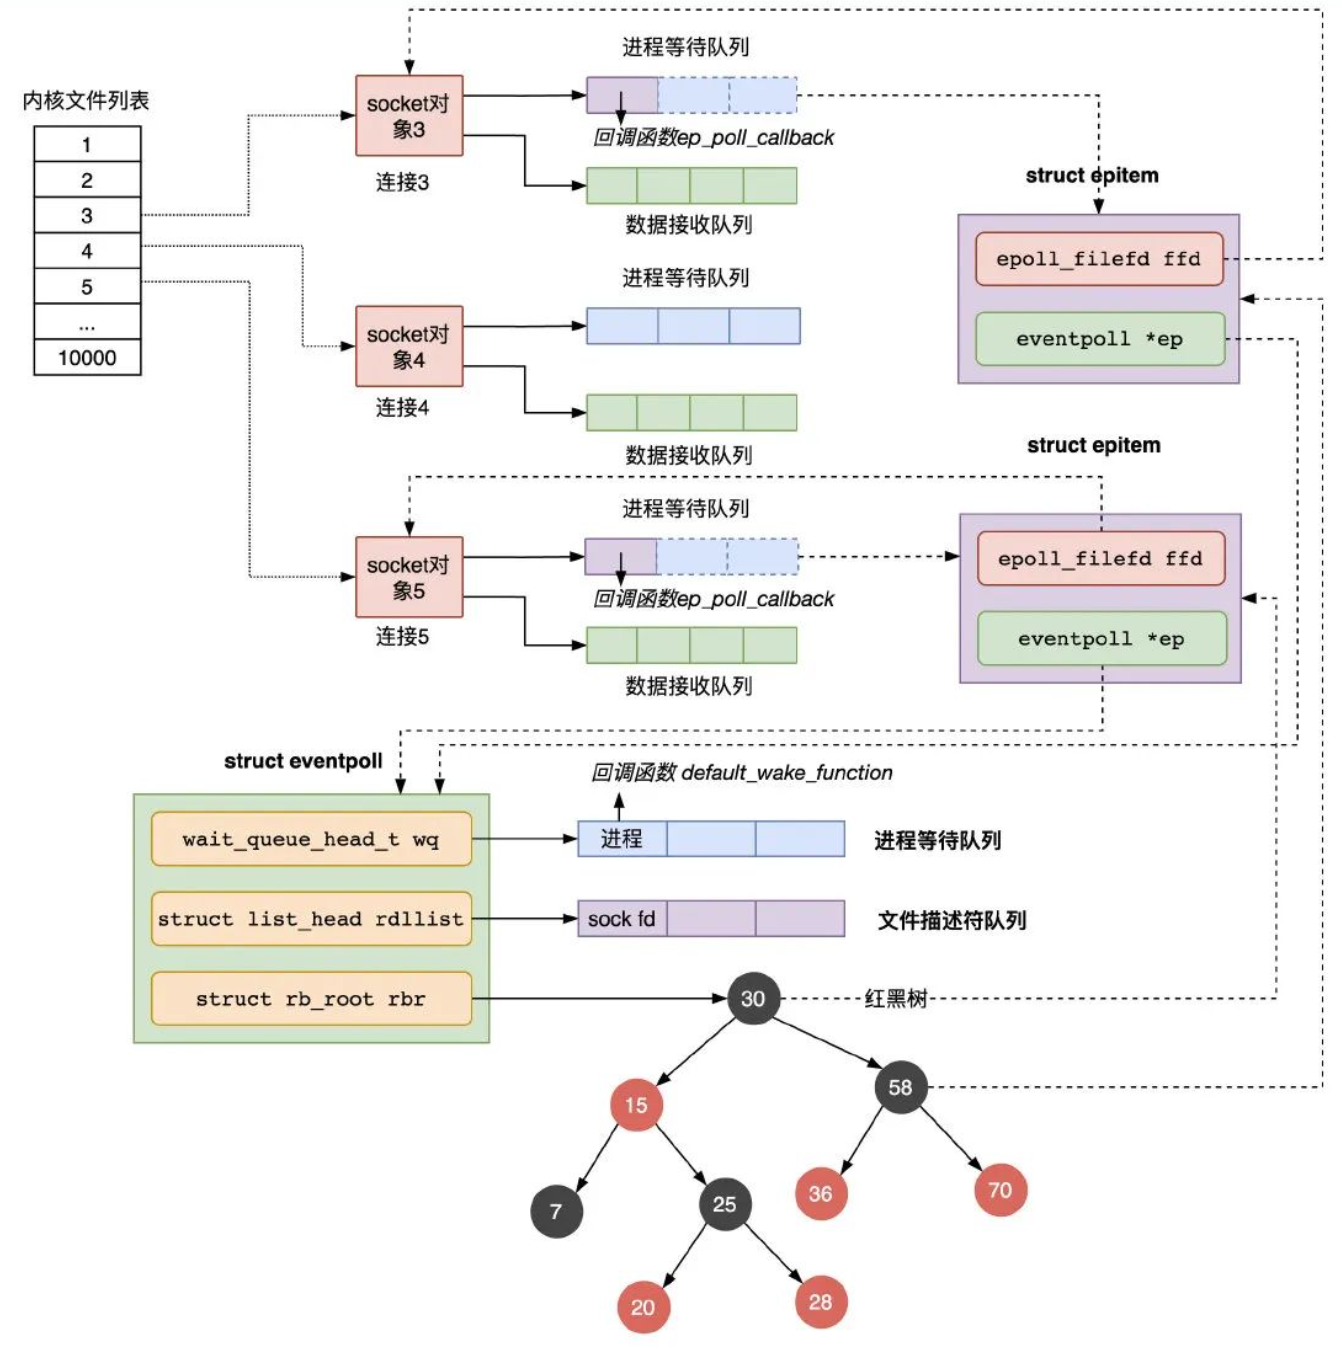 进程等待队列
内核文件列表
1
2
3
4
5
...
10000
socket对
象3
连接3
回调函数ep_poll_callback
数据接收队列
struct epitem
epoll_filefd ffd
eventpoll *ep
进程等待队列
socket对
象4
连接4
数据接收队列
struct epitem
进程等待队列
socket对
象5
连接5
回调函数ep_poll_callback
数据接收队列
epoll_filefd ffd
eventpoll *ep
struct eventpoll
回调函数 default_wake_function
wait_queue_head_t wq
进程
进程等待队列
struct list_head rdllist
sock fd
文件描述符队列
struct rb_root rbr
30
红黑树
15
58
7
25
36
70
20
28